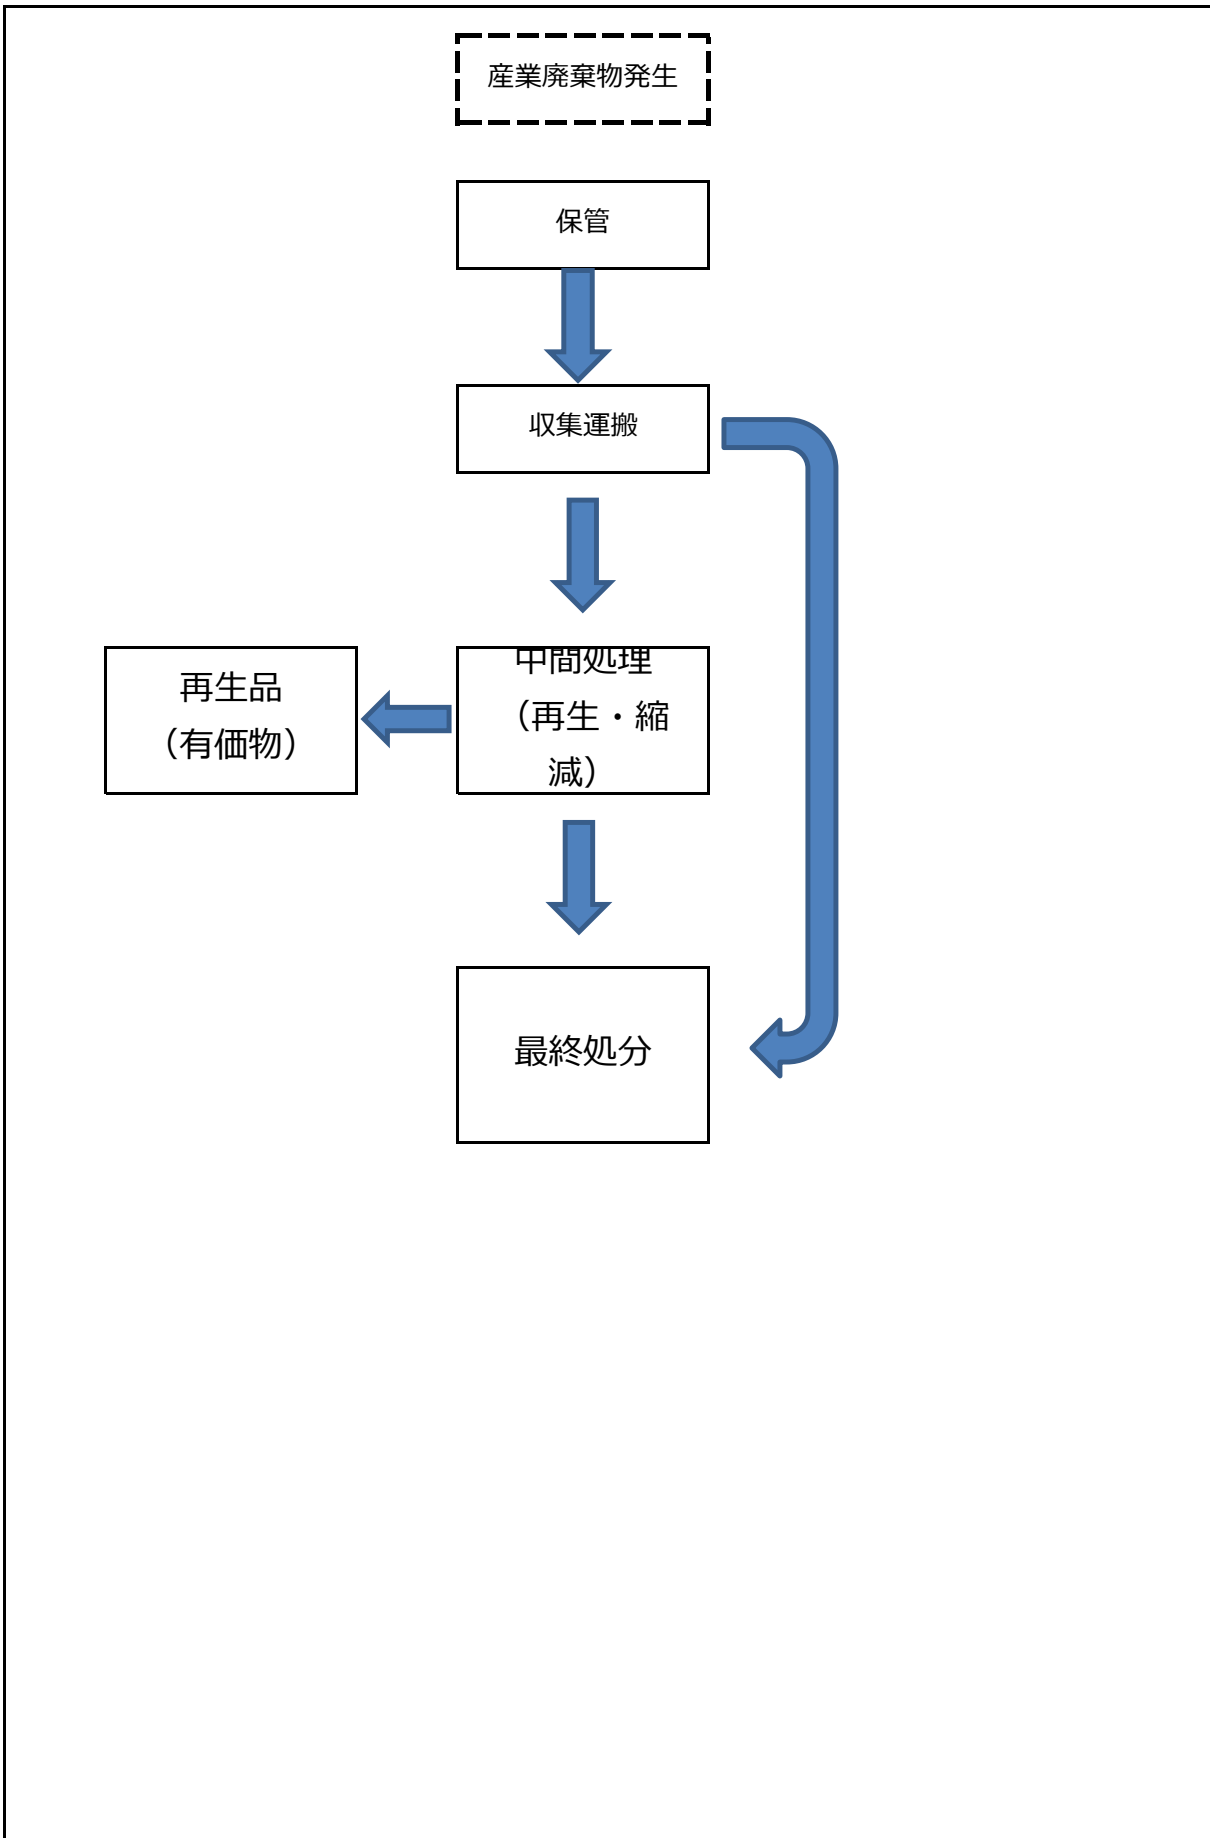 産業廃棄物発生
保管
収集運搬
再生品
（有価物）
中間処理
（再生・縮
減）
最終処分